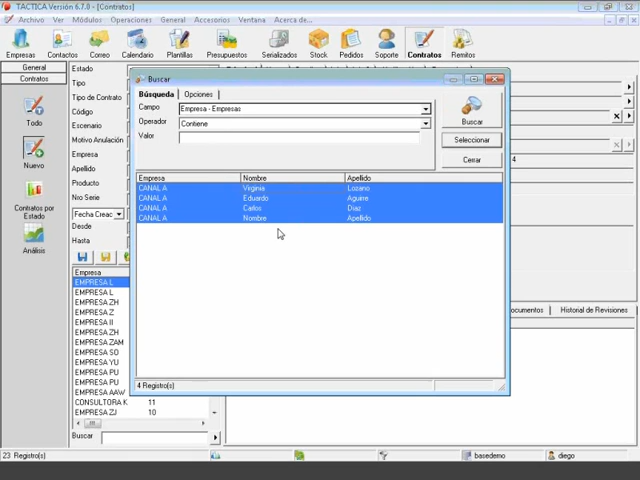 TACTICA Versión 6.7.0 - [Contratos]
Archivo Ver Módulos Operaciones General Accesorios Ventana Acerca de...
Empresas Contactos Correo Calendario Plantillas Presupuestos Serializados Stock Pedidos Soporte Contratos Remitos
General
Contratos
Todo
Nuevo
Contratos por Estado
Análisis
Estado
Tipo
Tipo de Contrato
Código
Escenario
Motivo Anulación
Empresa
Apellido
Producto
Nro Serie
Fecha Creac
Desde
Hasta
Empresa
EMPRESA L
EMPRESA L
EMPRESA ZH
EMPRESA Z
EMPRESA II
EMPRESA ZH
EMPRESA ZAM
EMPRESA SO
EMPRESA YU
EMPRESA PU
EMPRESA PU
EMPRESA AAW
CONSULTORA K 11
EMPRESA ZJ 10
Buscar
Buscar
Búsqueda Opciones
Campo Empresa - Empresas
Operador Contiene
Valor
Buscar
Seleccionar
Cerrar
Empresa Nombre Apellido
CANAL A Virginia Lozano
CANAL A Eduardo Aguirre
CANAL A Carlos Diaz
CANAL A Nombre Apellido
4 Registro(s)
4
Historial de Revisiones
23 Registro(s) basedemo diego